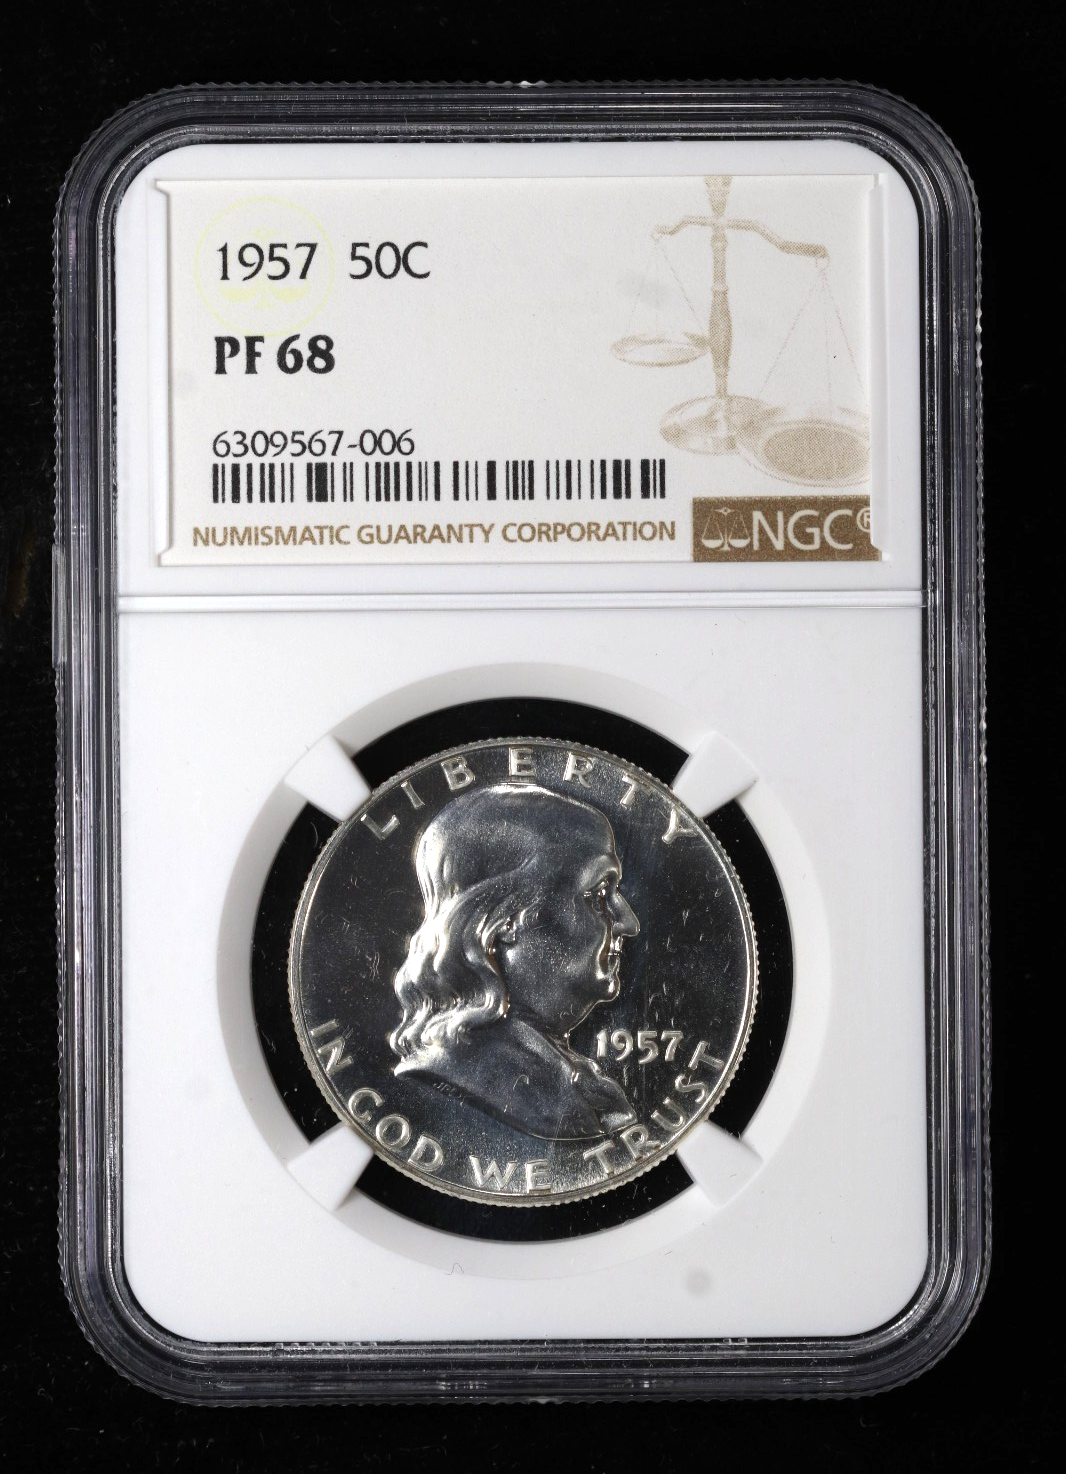 1957 50C
PF 68
6309567-006
NUMISMATIC GUARANTY CORPORATION
NGC®
LIBERTY
1957
IN GOD WE TRUST